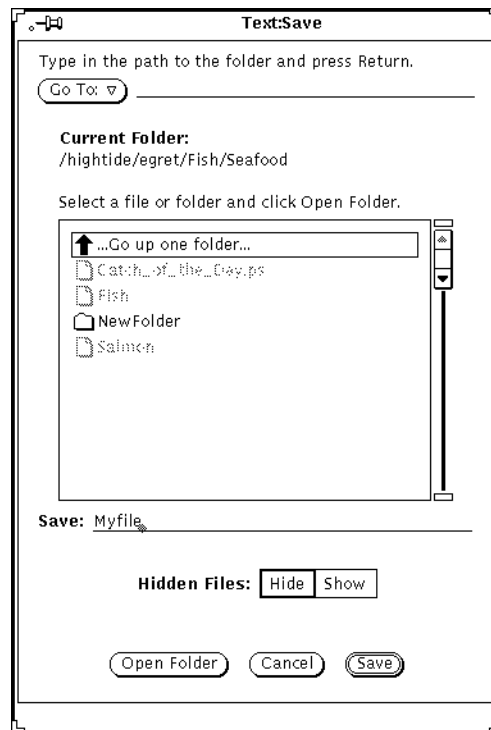 Text:Save
Type in the path to the folder and press Return.
Go To:
Current Folder:
/hightide/egret/Fish/Seafood
Select a file or folder and click Open Folder.
...Go up one folder...
Catch_of_the_Day.ps
Fish
NewFolder
Salmon
Save: Myfile
Hidden Files: Hide Show
Open Folder Cancel Save